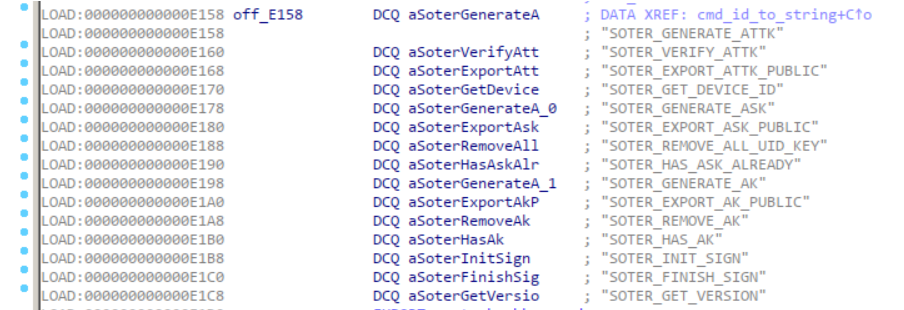 LOAD:000000000000E158 off_E158 DCQ aSoterGenerateA ; DATA XREF: cmd_id_to_string+C↑o
LOAD:000000000000E158 ; "SOTER_GENERATE_ATTK"
LOAD:000000000000E160 DCQ aSoterVerifyAtt ; "SOTER_VERIFY_ATTK"
LOAD:000000000000E168 DCQ aSoterExportAtt ; "SOTER_EXPORT_ATTK_PUBLIC"
LOAD:000000000000E170 DCQ aSoterGetDevice ; "SOTER_GET_DEVICE_ID"
LOAD:000000000000E178 DCQ aSoterGenerateA_0 ; "SOTER_GENERATE_ASK"
LOAD:000000000000E180 DCQ aSoterExportAsk ; "SOTER_EXPORT_ASK_PUBLIC"
LOAD:000000000000E188 DCQ aSoterRemoveAll ; "SOTER_REMOVE_ALL_UID_KEY"
LOAD:000000000000E190 DCQ aSoterHasAskAlr ; "SOTER_HAS_ASK_ALREADY"
LOAD:000000000000E198 DCQ aSoterGenerateA_1 ; "SOTER_GENERATE_AK"
LOAD:000000000000E1A0 DCQ aSoterExportAkP ; "SOTER_EXPORT_AK_PUBLIC"
LOAD:000000000000E1A8 DCQ aSoterRemoveAk ; "SOTER_REMOVE_AK"
LOAD:000000000000E1B0 DCQ aSoterHasAk ; "SOTER_HAS_AK"
LOAD:000000000000E1B8 DCQ aSoterInitSign ; "SOTER_INIT_SIGN"
LOAD:000000000000E1C0 DCQ aSoterFinishSig ; "SOTER_FINISH_SIGN"
LOAD:000000000000E1C8 DCQ aSoterGetVersio ; "SOTER_GET_VERSION"